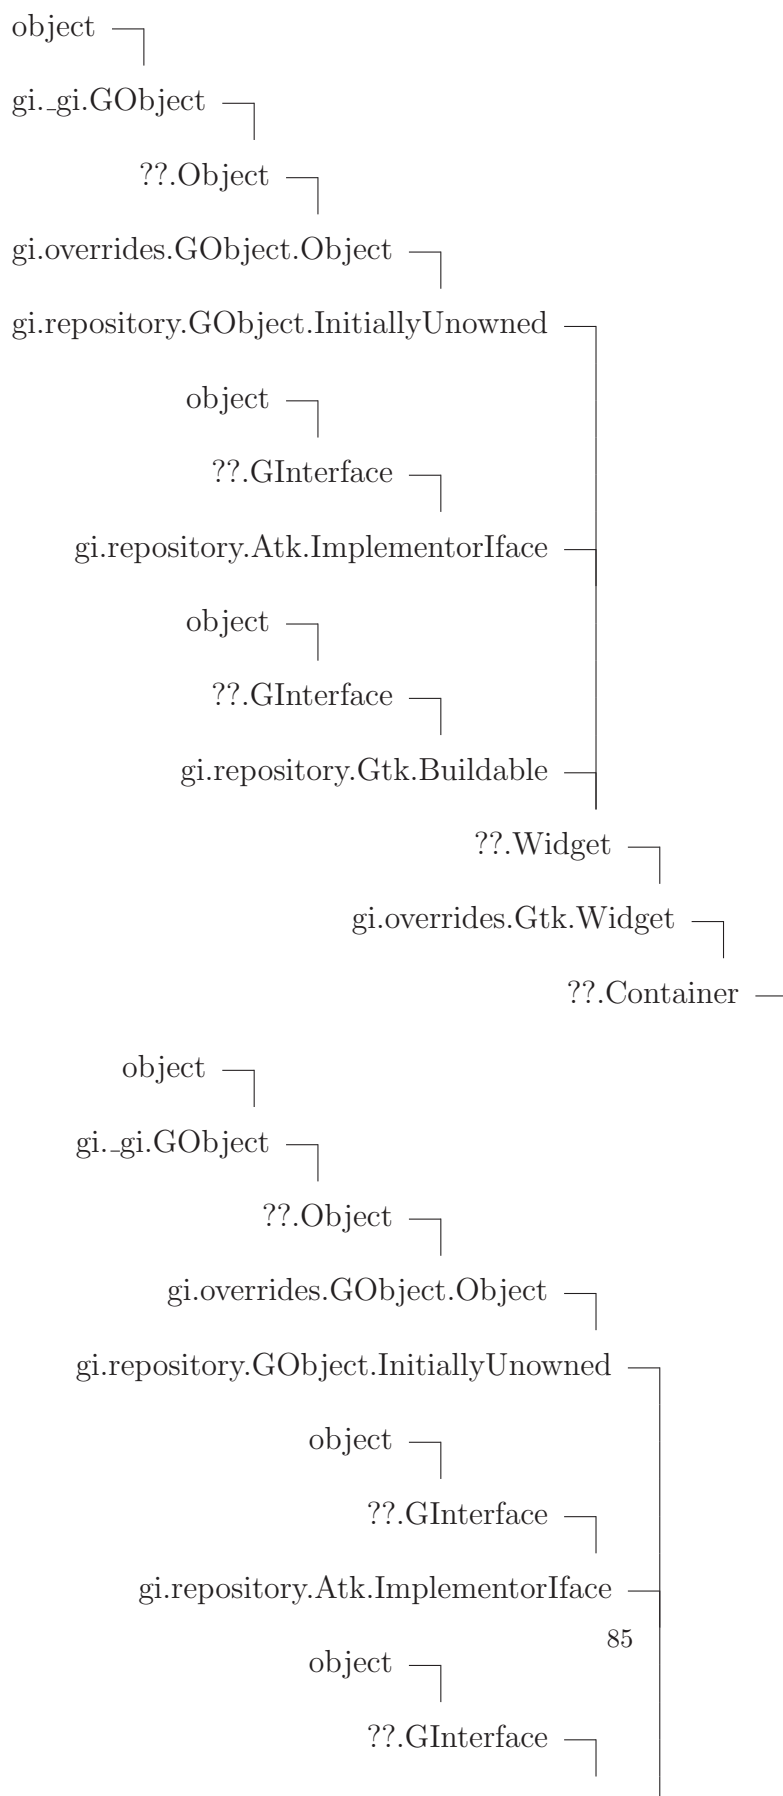 object
gi._gi.GObject
??.Object
gi.overrides.GObject.Object
gi.repository.GObject.InitiallyUnowned
object
??.GInterface
gi.repository.Atk.ImplementorIface
object
??.GInterface
gi.repository.Gtk.Buildable
??.Widget
gi.overrides.Gtk.Widget
??.Container
object
gi._gi.GObject
??.Object
gi.overrides.GObject.Object
gi.repository.GObject.InitiallyUnowned
object
??.GInterface
gi.repository.Atk.ImplementorIface
85
object
??.GInterface